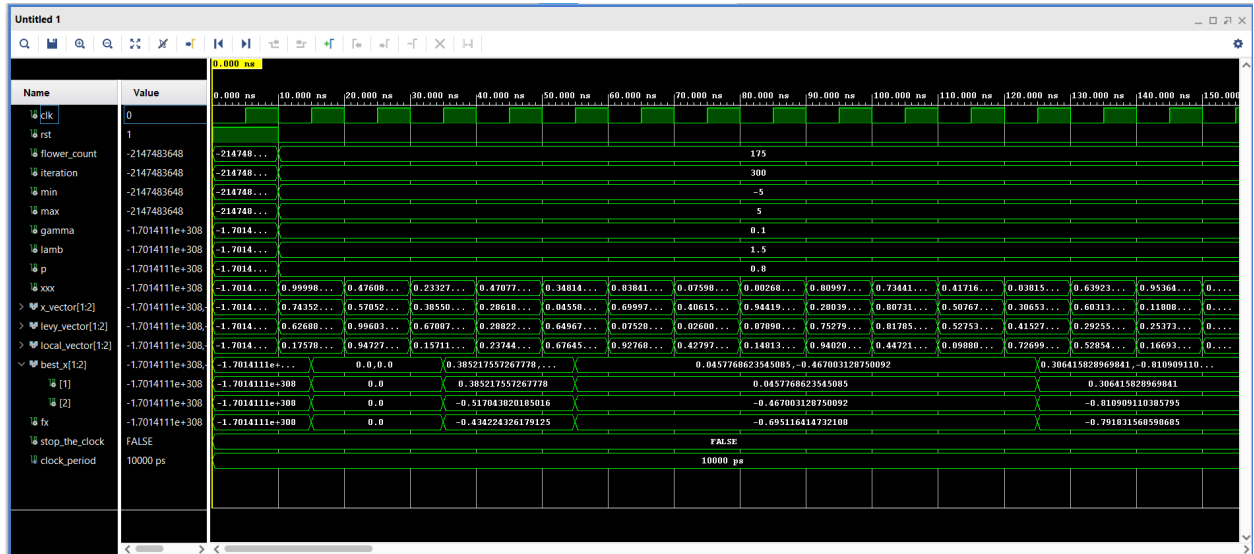 Untitled 1
0.000 ns
Name Value 0.000 ns 10.000 ns 20.000 ns 30.000 ns 40.000 ns 50.000 ns 60.000 ns 70.000 ns 80.000 ns 90.000 ns 100.000 ns 110.000 ns 120.000 ns 130.000 ns 140.000 ns 150.000
clk 0
rst 1
flower_count -2147483648 -214748... 175
iteration -2147483648 -214748... 300
min -2147483648 -214748... -5
max -2147483648 -214748... 5
gamma -1.7014111e+308 -1.7014... 0.1
lamb -1.7014111e+308 -1.7014... 1.5
p -1.7014111e+308 -1.7014... 0.8
xxx -1.7014111e+308 -1.7014... 0.99998... 0.47608... 0.23327... 0.47077... 0.34814... 0.83841... 0.07598... 0.00268... 0.80997... 0.73441... 0.41716... 0.03815... 0.63923... 0.95364... 0....
x_vector[1:2] -1.7014111e+308,- -1.7014... 0.74352... 0.57052... 0.38550... 0.28618... 0.04558... 0.69997... 0.40615... 0.94419... 0.28039... 0.80731... 0.50767... 0.30653... 0.60313... 0.11808... 0....
levy_vector[1:2] -1.7014111e+308,- -1.7014... 0.62688... 0.99603... 0.67087... 0.28822... 0.64967... 0.07528... 0.02600... 0.07890... 0.75279... 0.81785... 0.52753... 0.41527... 0.29255... 0.25373... 0....
local_vector[1:2] -1.7014111e+308,- -1.7014... 0.17578... 0.94727... 0.15711... 0.23744... 0.67645... 0.92768... 0.42797... 0.14813... 0.94020... 0.44721... 0.09880... 0.72699... 0.52854... 0.16693... 0....
best_x[1:2] -1.7014111e+308,- -1.7014111e+... 0.0,0.0 0.385217557267778,... 0.0457768623545085,-0.467003128750092 0.306415828969841,-0.810909110...
[1] -1.7014111e+308 -1.7014111e+308 0.0 0.385217557267778 0.0457768623545085 0.306415828969841
[2] -1.7014111e+308 -1.7014111e+308 0.0 -0.517043820185016 -0.467003128750092 -0.810909110385795
fx -1.7014111e+308 -1.7014111e+308 0.0 -0.434224326179125 -0.695116414732108 -0.791831568598685
stop_the_clock FALSE FALSE
clock_period 10000 ps 10000 ps